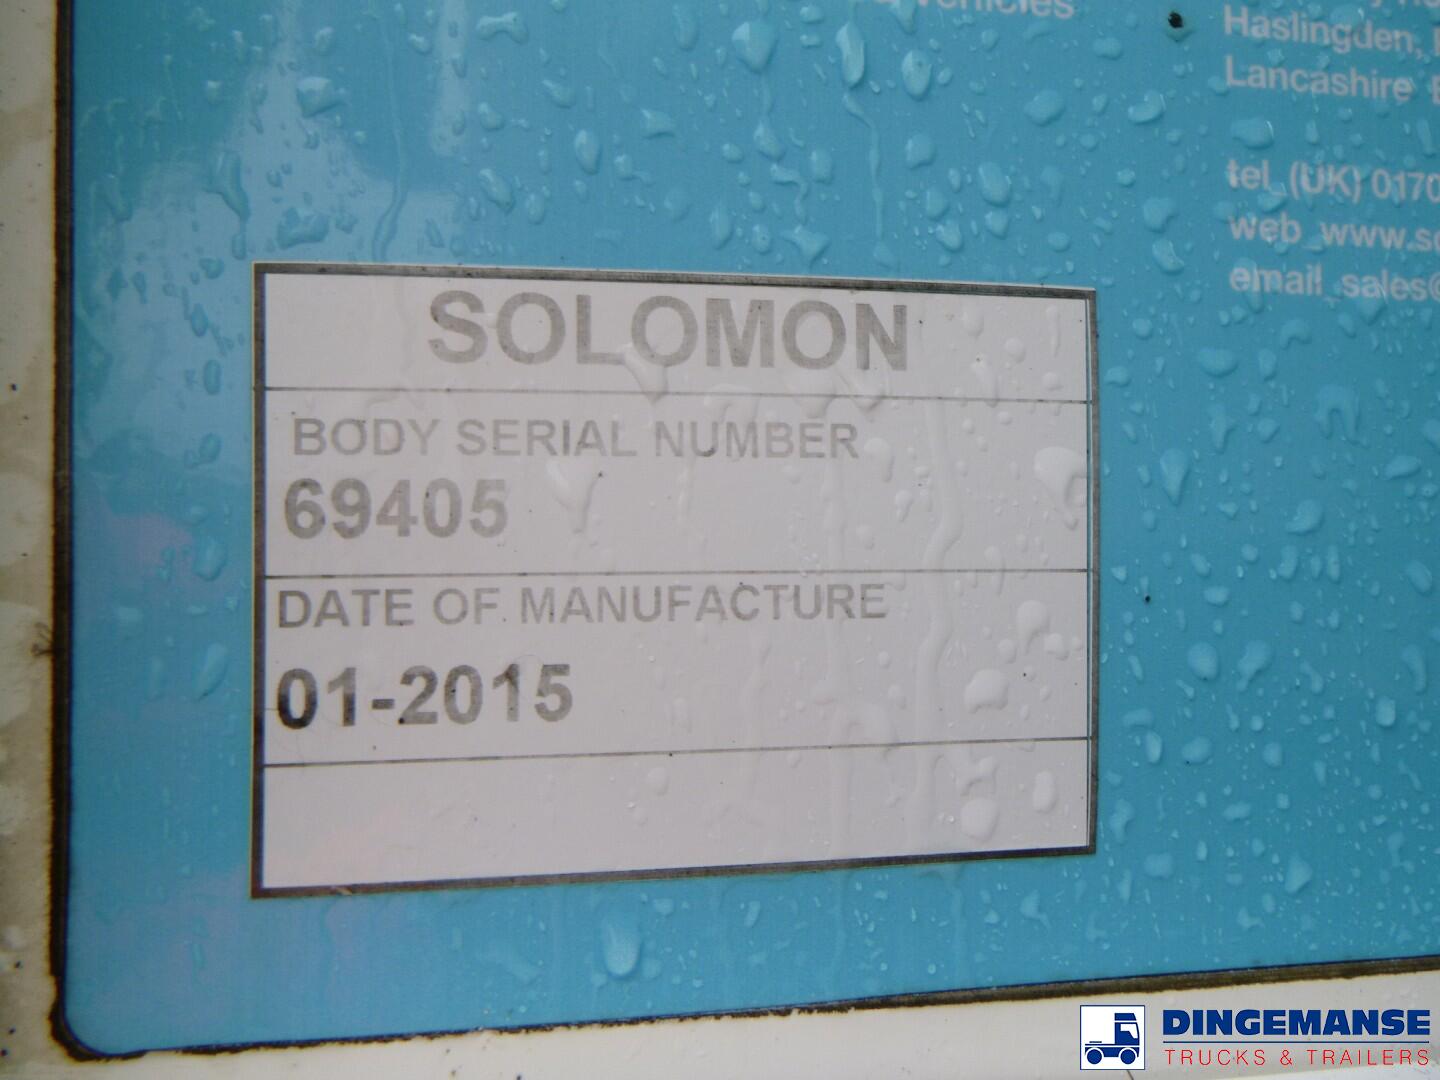 Vehicles
Haslingden,
Lancashire
tel (UK) 0170
web www.so
email sales@
SOLOMON
BODY SERIAL NUMBER
69405
DATE OF MANUFACTURE
01-2015
DINGEMANSE
TRUCKS & TRAILERS